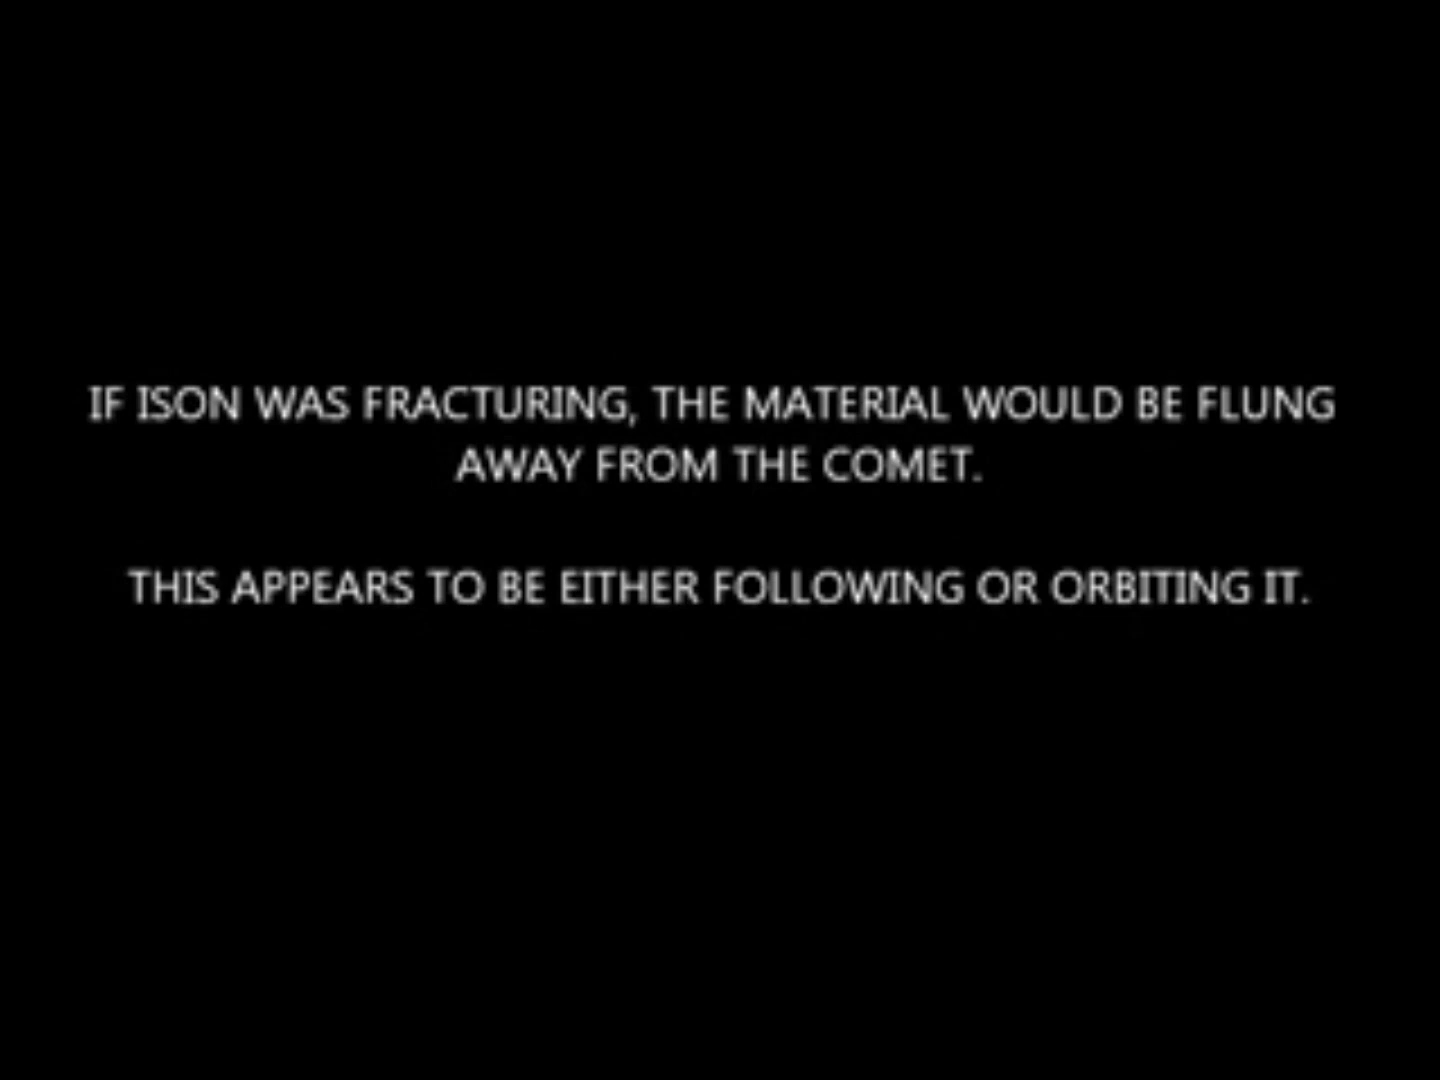 IF ISON WAS FRACTURING, THE MATERIAL WOULD BE FLUNG
AWAY FROM THE COMET.
THIS APPEARS TO BE EITHER FOLLOWING OR ORBITING IT.